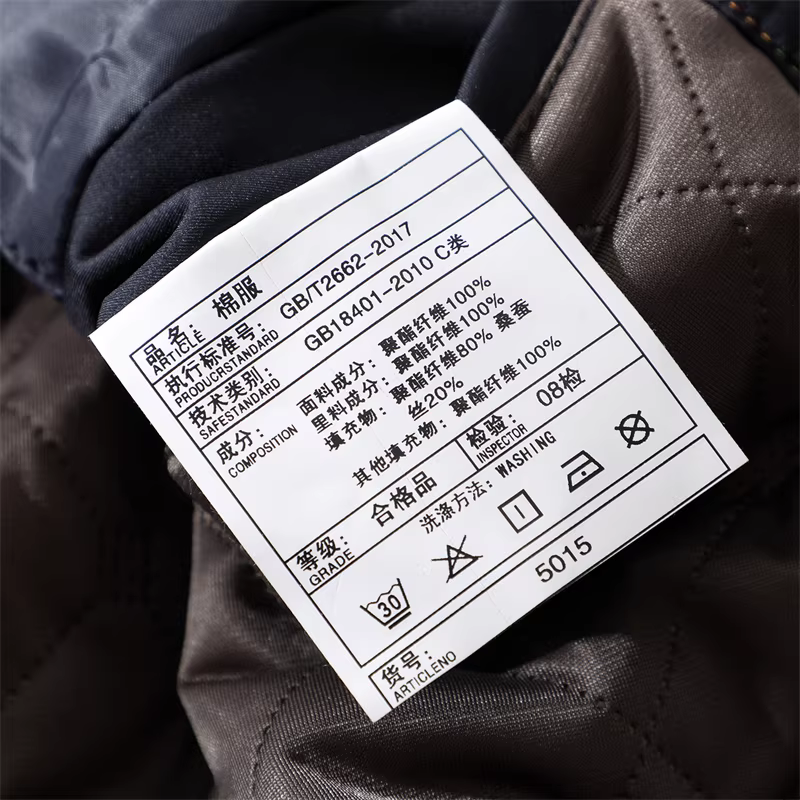 品名: 棉服
ARTICLE
执行标准号: GB/T2662-2017
PRODUCRSTANDARD
技术类别: GB18401-2010 C类
SAFESTANDARD
成分: 面料成分: 聚酯纤维100%
COMPOSITION 里料成分: 聚酯纤维100%
填充物: 聚酯纤维80% 桑蚕
丝20%
其他填充物: 聚酯纤维100%
等级: 合格品
GRADE
检验: 08检
INSPECTOR
洗涤方法: WASHING
30
货号: 5015
ARTICLENO